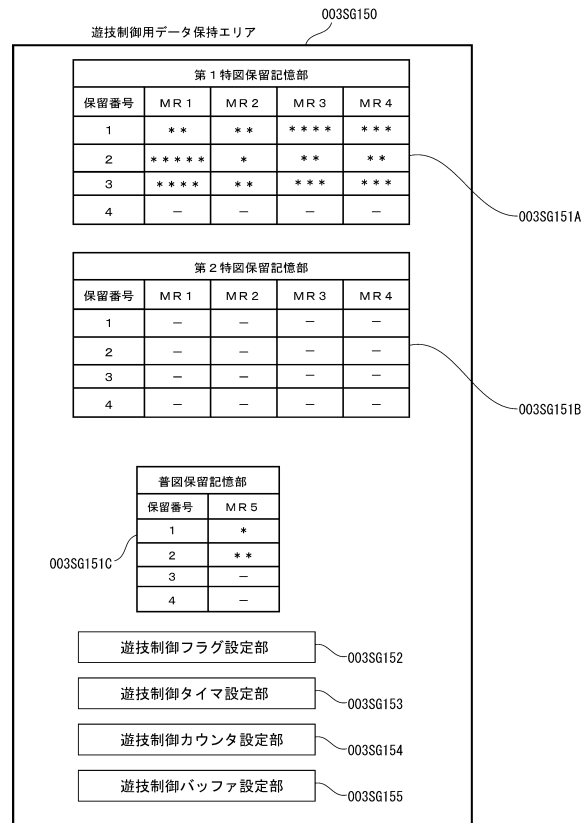 003SG150
遊技制御用データ保持エリア
第1特図保留記憶部
保留番号 MR1 MR2 MR3 MR4
1 ** ** **** ***
2 ***** * ** **
3 **** ** *** ***
4 － － － －
003SG151A
第2特図保留記憶部
保留番号 MR1 MR2 MR3 MR4
1 － － － －
2 － － － －
3 － － － －
4 － － － －
003SG151B
普図保留記憶部
保留番号 MR5
1 *
2 **
3 －
4 －
003SG151C
遊技制御フラグ設定部 003SG152
遊技制御タイマ設定部 003SG153
遊技制御カウンタ設定部 003SG154
遊技制御バッファ設定部 003SG155